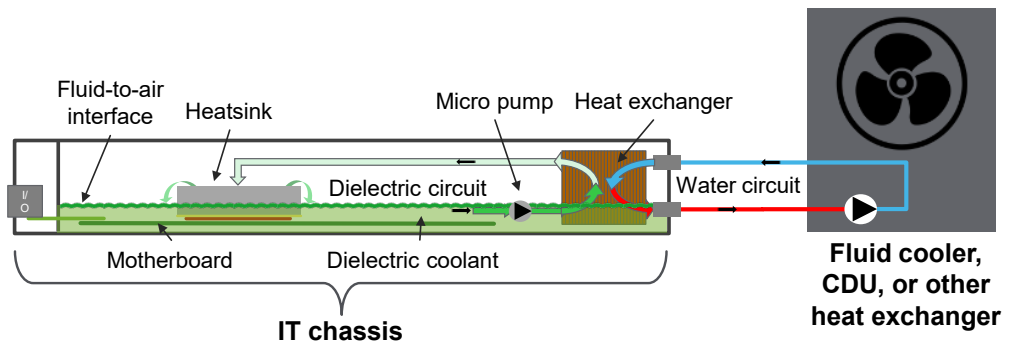 Fluid-to-air
interface
Heatsink
Micro pump
Heat exchanger
I/
O
Dielectric circuit
Water circuit
Motherboard
Dielectric coolant
IT chassis
Fluid cooler,
CDU, or other
heat exchanger